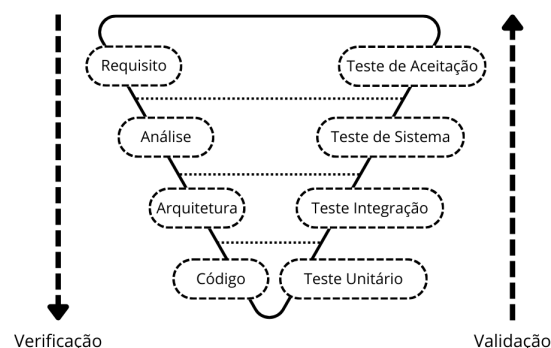 Requisito
Teste de Aceitação
Análise
Teste de Sistema
Arquitetura
Teste Integração
Código
Teste Unitário
Verificação
Validação